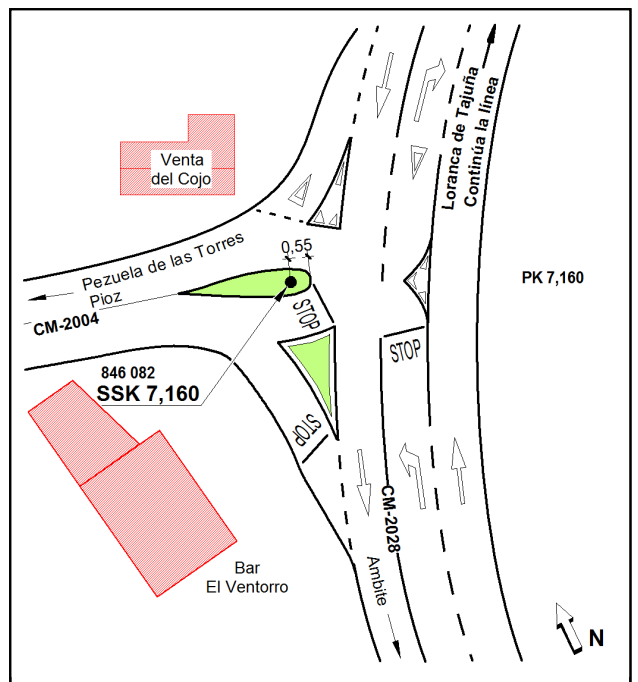 Loranca de Tajuña
Continúa la línea
Venta
del Cojo
Pezuela de las Torres
Pioz
CM-2004
0,55
PK 7,160
STOP
STOP
STOP
846 082
SSK 7,160
CM-2028
Ambite
Bar
El Ventorro
N